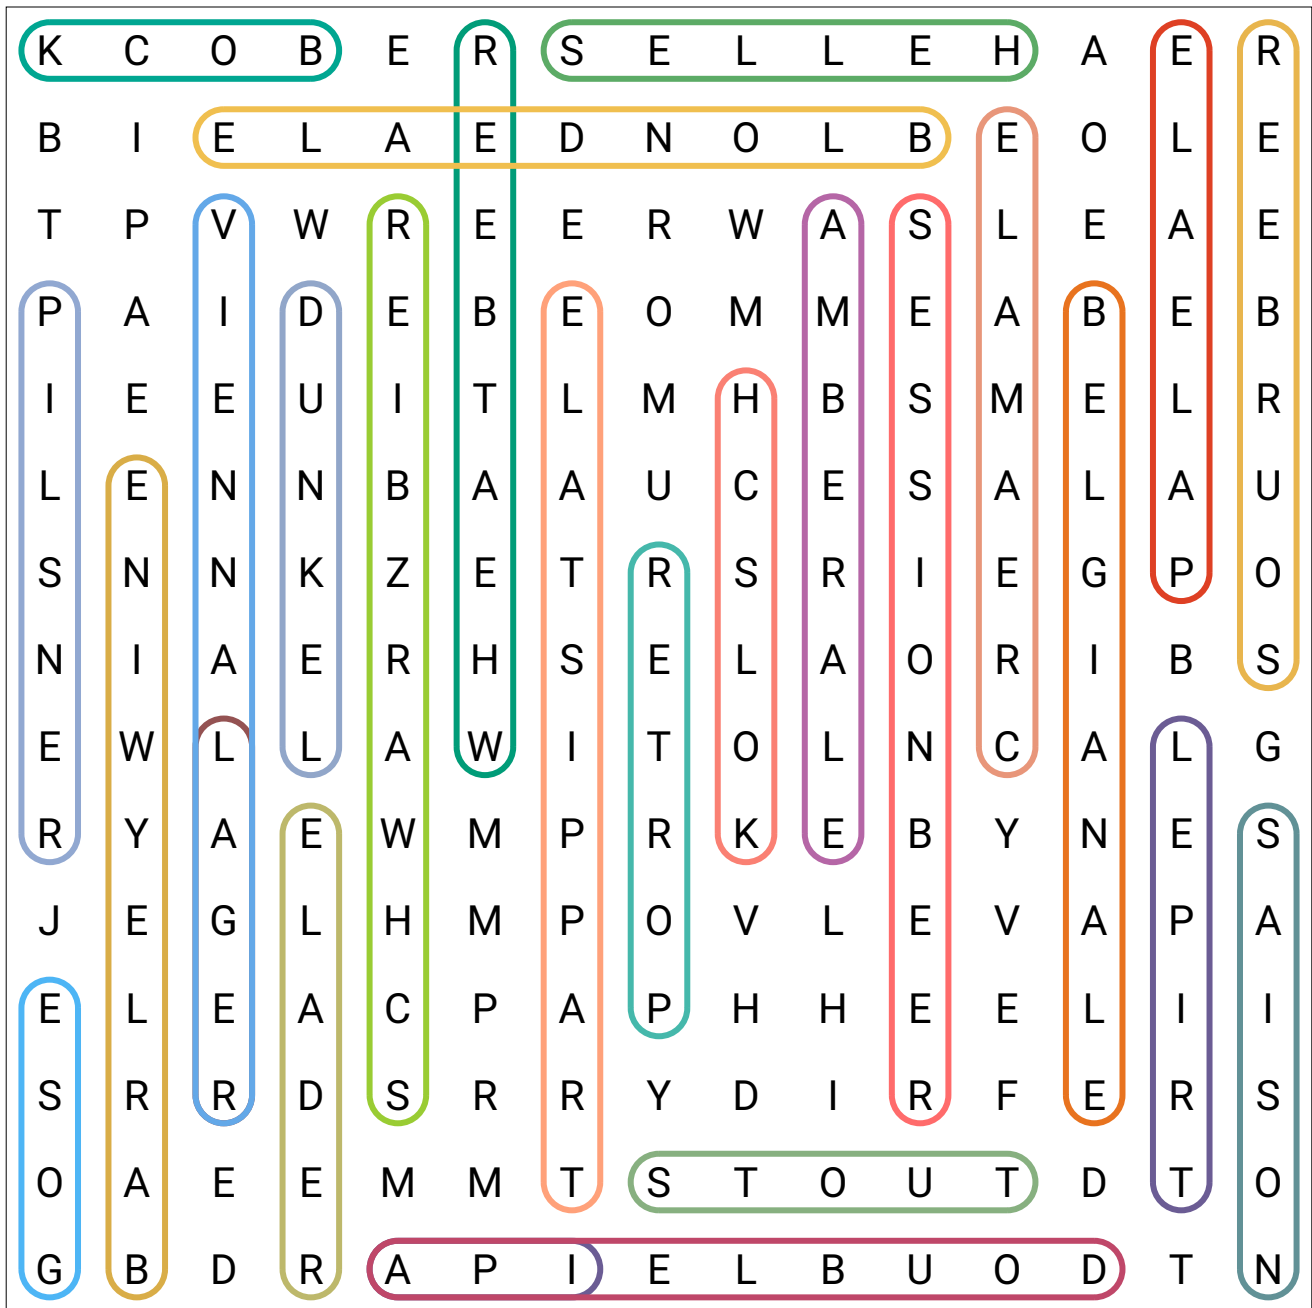 K C O B E R S E L L E H A E R
B I E L A E D N O L B E O L E
T P V W R E E R W A S L E A E
P A I D E B E O M M E A B E B
I E E U I T L M H B S M E L R
L E N N B A A U C E S A L A U
S N N K Z E T R S R I E G P O
N I A E R H S E L A O R I B S
E W L L A W I T O L N C A L G
R Y A E W M P R K E B Y N E S
J E G L H M P O V L E V A P A
E L E A C P A P H H E E L I I
S R R D S R R Y D I R F E R S
O A E E M M T S T O U T D T O
G B D R A P I E L B U O D T N